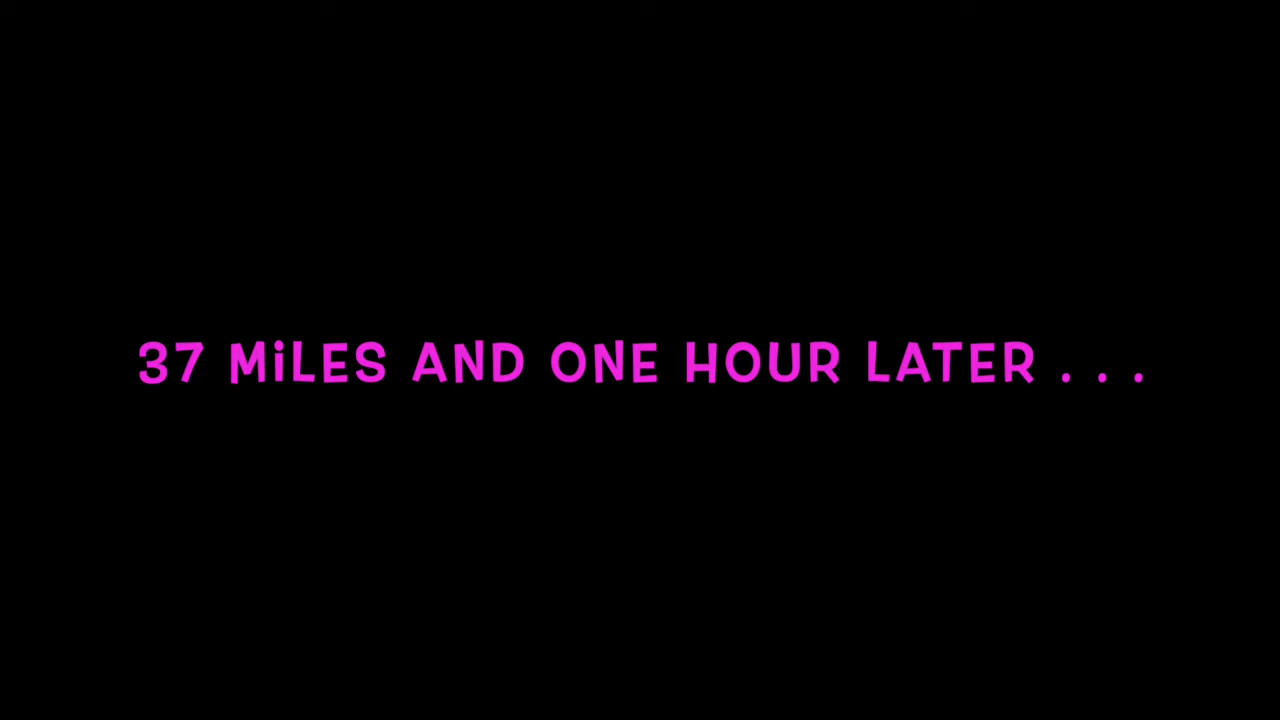 37 MiLES AND ONE HOUR LATER . . .